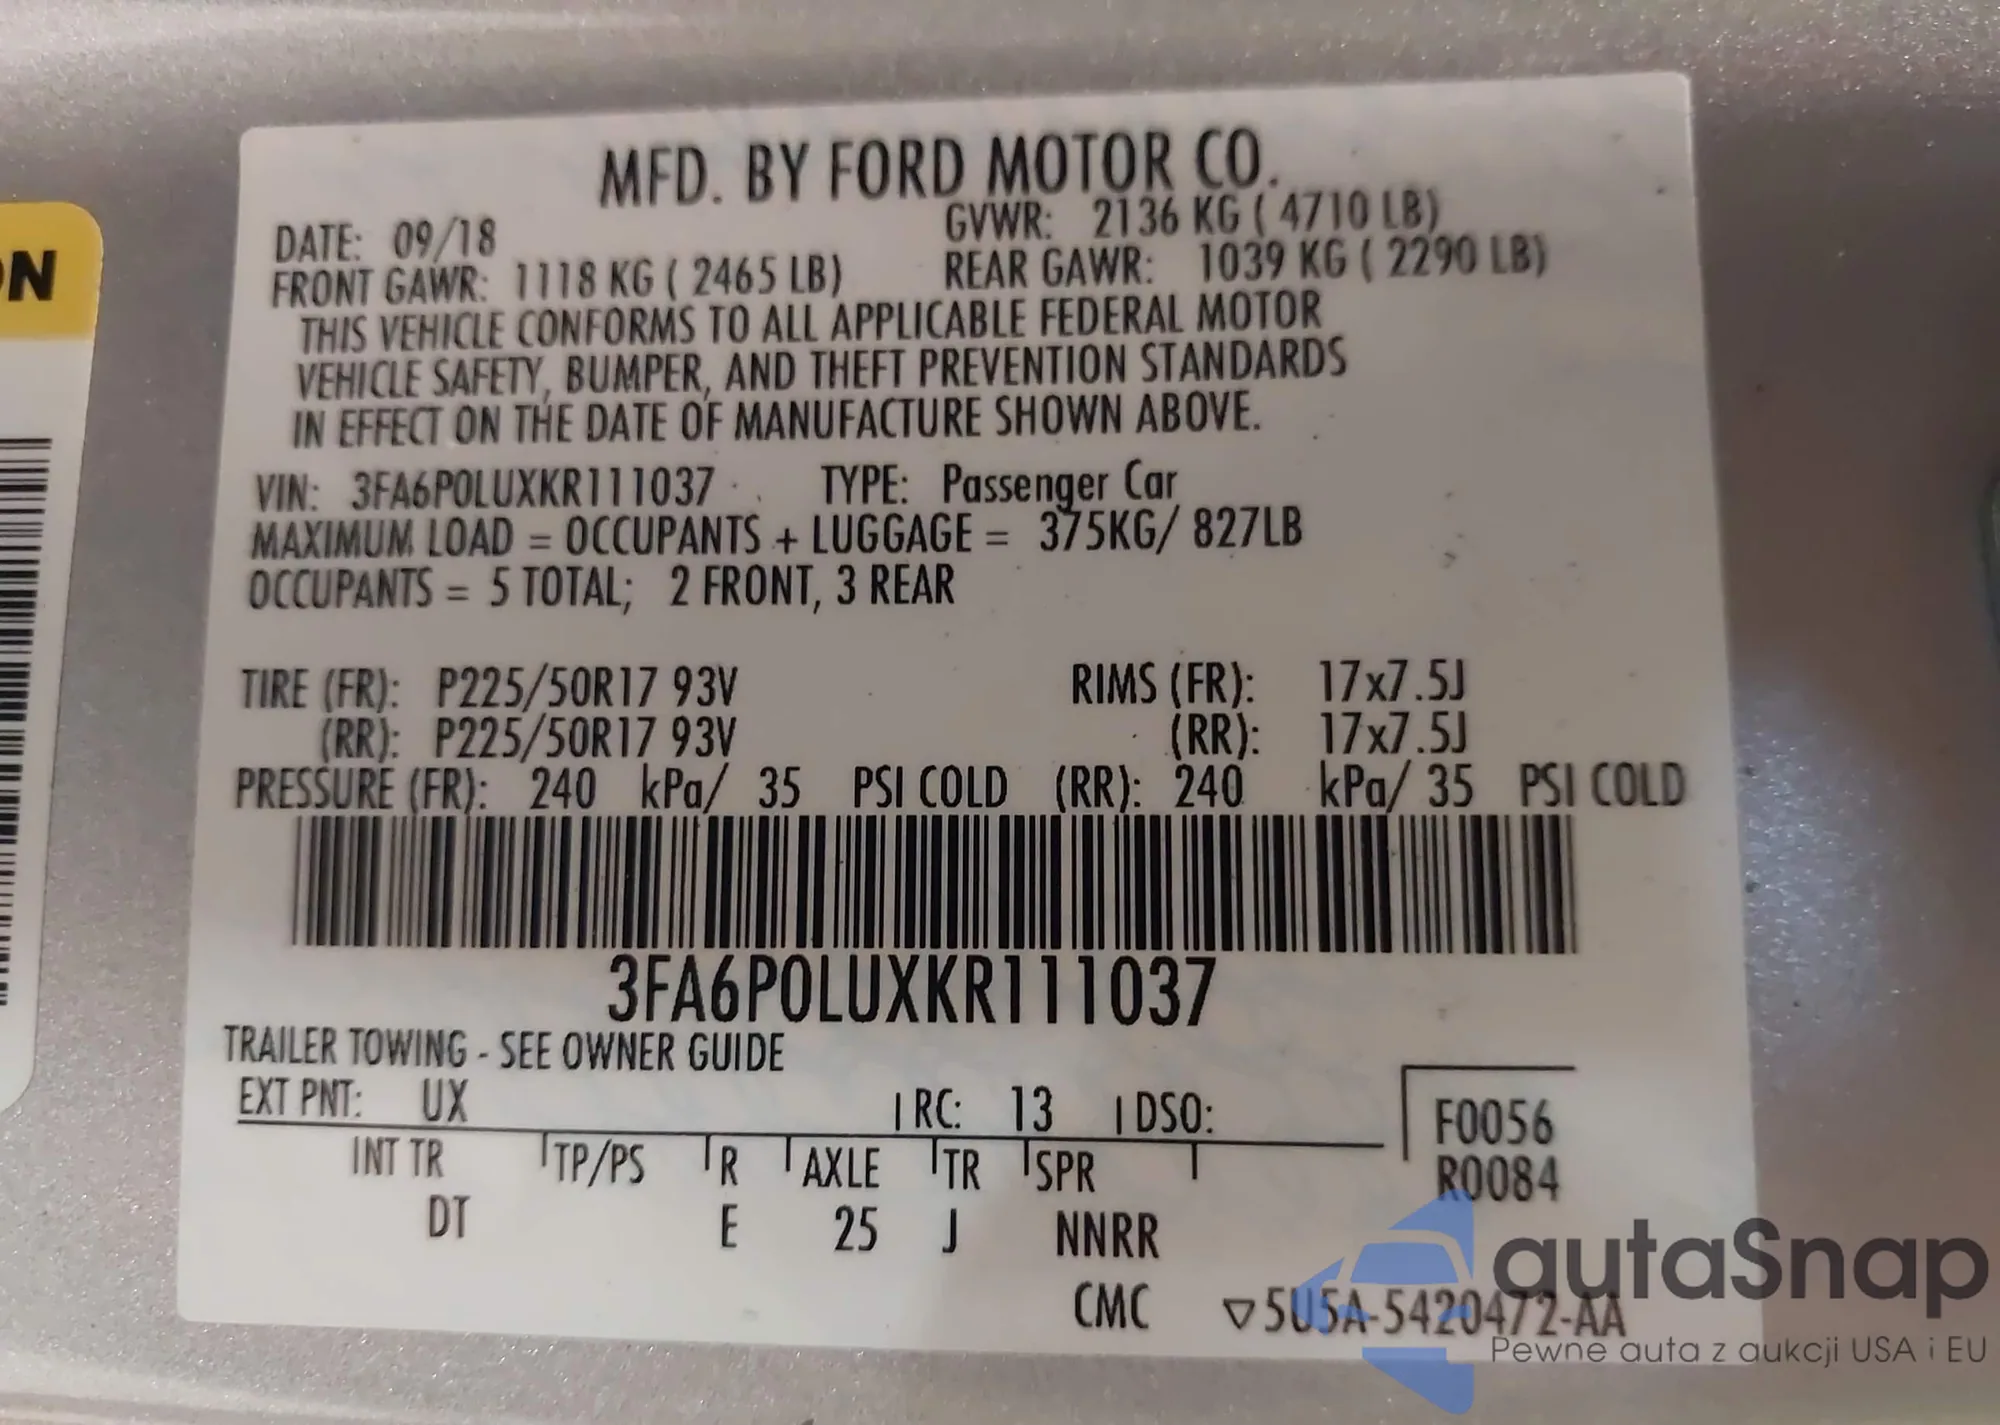 MFD. BY FORD MOTOR CO.
DATE: 09/18 GVWR: 2136 KG ( 4710 LB)
FRONT GAWR: 1118 KG ( 2465 LB) REAR GAWR: 1039 KG ( 2290 LB)
THIS VEHICLE CONFORMS TO ALL APPLICABLE FEDERAL MOTOR
VEHICLE SAFETY, BUMPER, AND THEFT PREVENTION STANDARDS
IN EFFECT ON THE DATE OF MANUFACTURE SHOWN ABOVE.
VIN: 3FA6P0LUXKR111037 TYPE: Passenger Car
MAXIMUM LOAD = OCCUPANTS + LUGGAGE = 375KG/ 827LB
OCCUPANTS = 5 TOTAL; 2 FRONT, 3 REAR
TIRE (FR): P225/50R17 93V RIMS (FR): 17x7.5J
(RR): P225/50R17 93V (RR): 17x7.5J
PRESSURE (FR): 240 kPa/ 35 PSI COLD (RR): 240 kPa/ 35 PSI COLD
3FA6P0LUXKR111037
TRAILER TOWING - SEE OWNER GUIDE
EXT PNT: UX RC: 13 DSO: F0056
R0084
INT TR TP/PS R AXLE TR SPR
DT E 25 J NNRR
CMC ▽5U5A-5420472-AA
autaSnap
Pewne auta z aukcji USA i EU